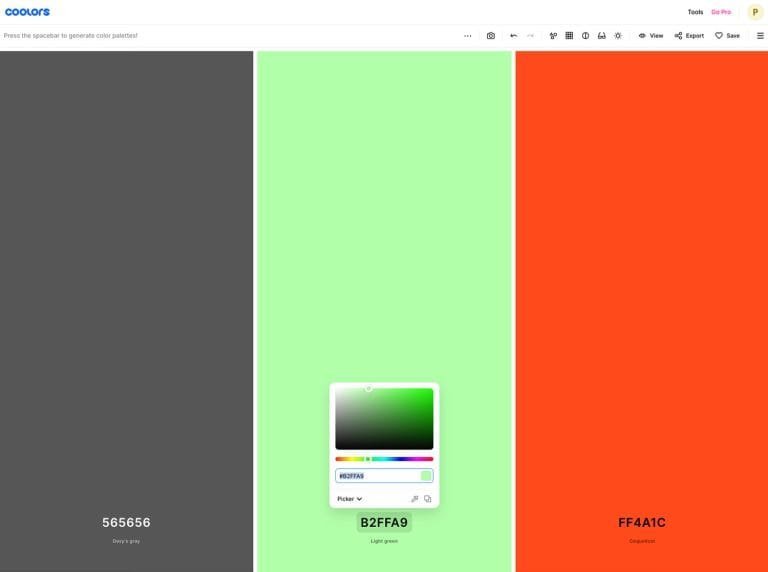 coolors
Tools Go Pro P
Press the spacebar to generate color palettes!
View Export Save
#B2FFA9
Picker
565656 B2FFA9 FF4A1C
Davy's gray Light green Coquelicot